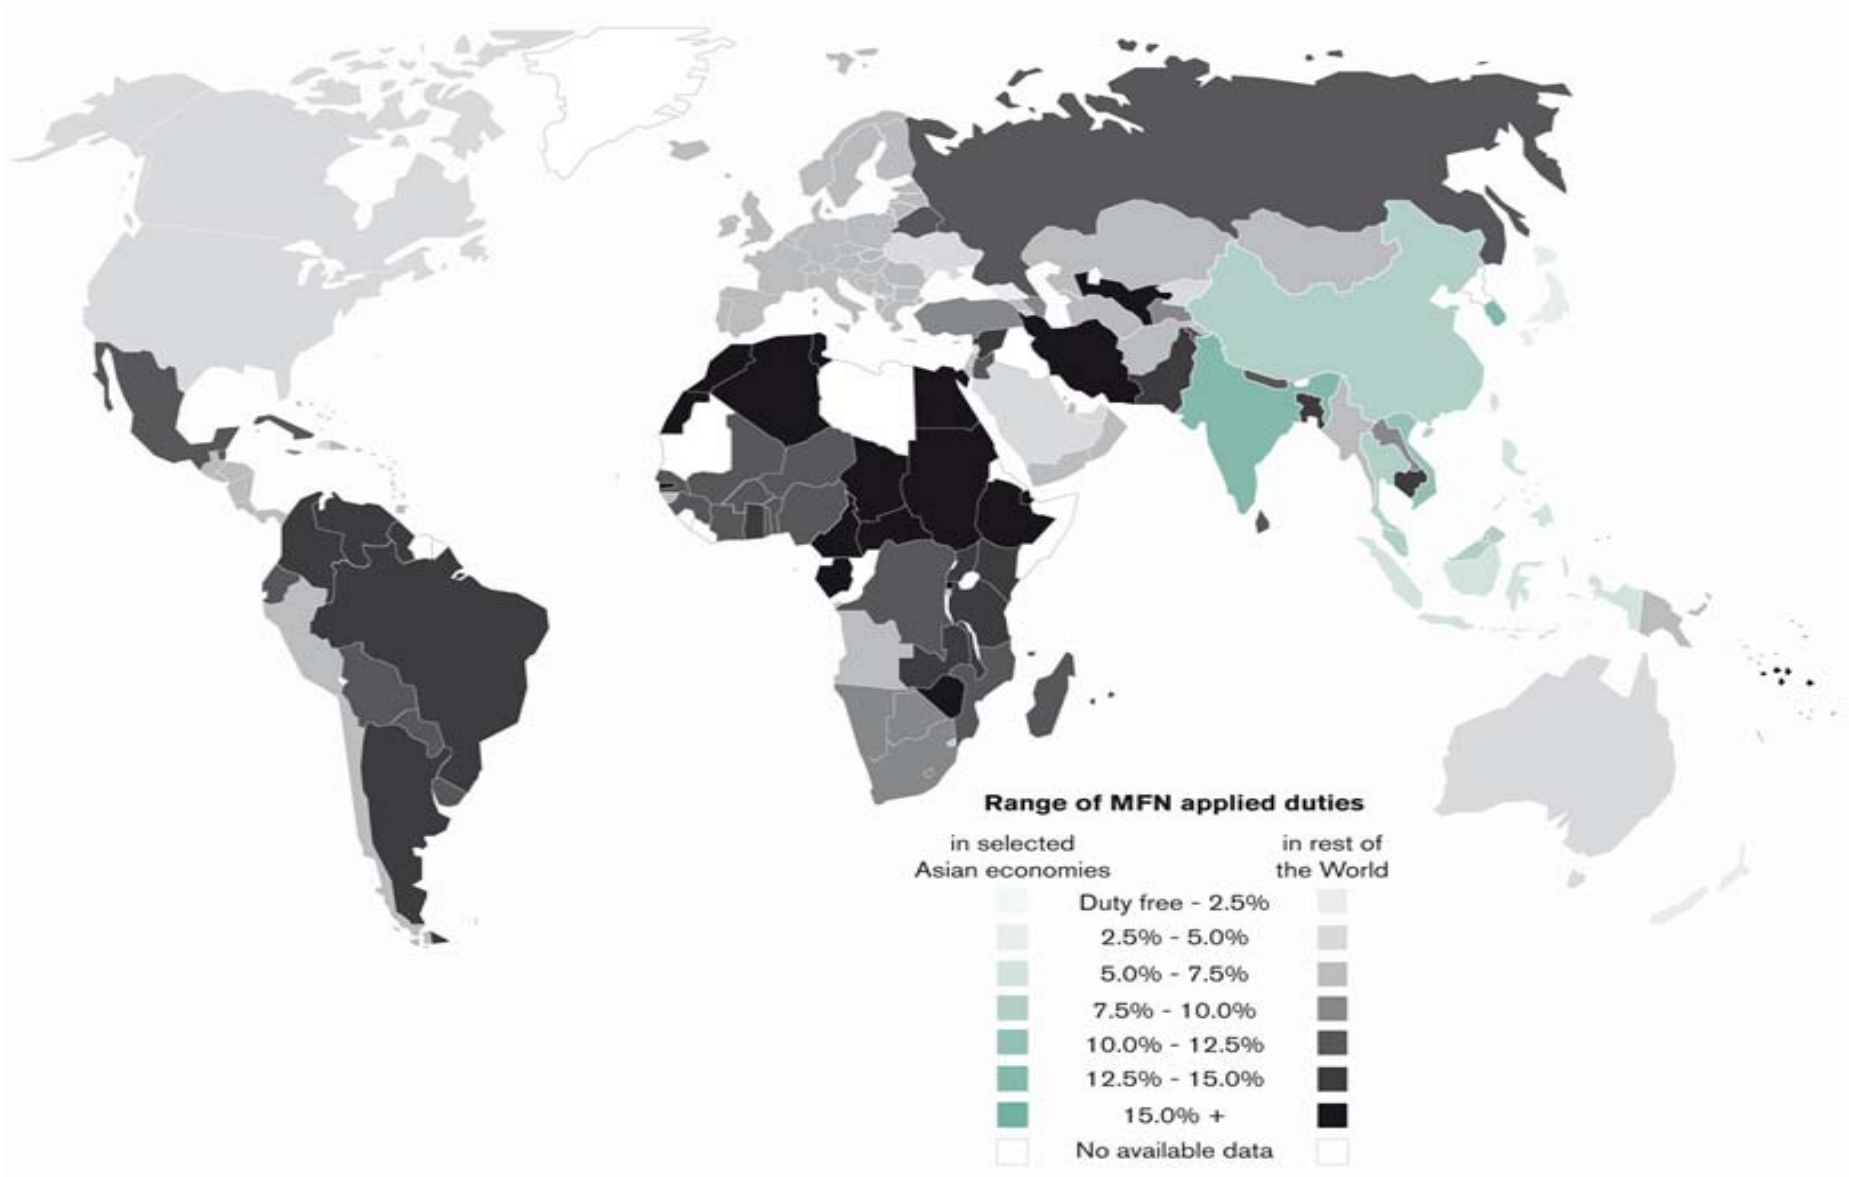 Range of MFN applied duties
in selected
Asian economies
in rest of
the World
Duty free - 2.5%
2.5% - 5.0%
5.0% - 7.5%
7.5% - 10.0%
10.0% - 12.5%
12.5% - 15.0%
15.0% +
No available data